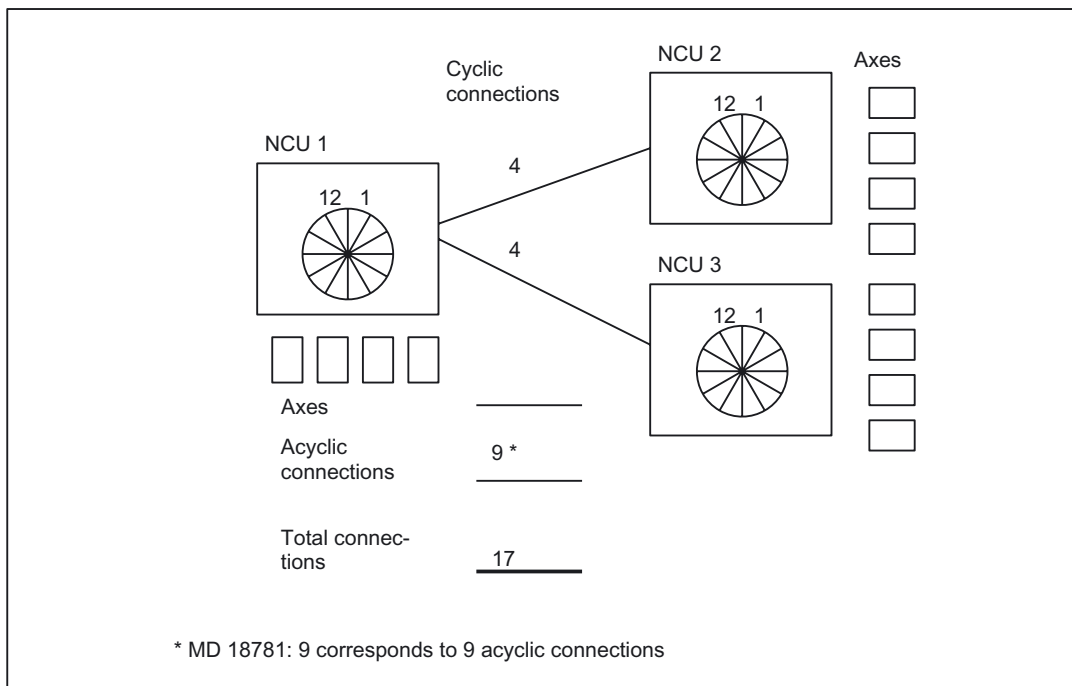 Cyclic
connections
NCU 2
Axes
12 1
NCU 1
4
12 1
4
NCU 3
12 1
Axes
Acyclic
connections
9 *
Total connec-
tions
17
* MD 18781: 9 corresponds to 9 acyclic connections